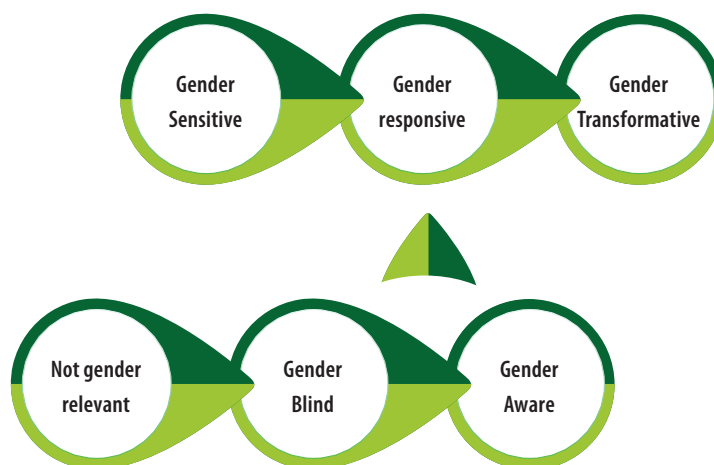 Gender
Sensitive
Gender
responsive
Gender
Transformative
Not gender
relevant
Gender
Blind
Gender
Aware